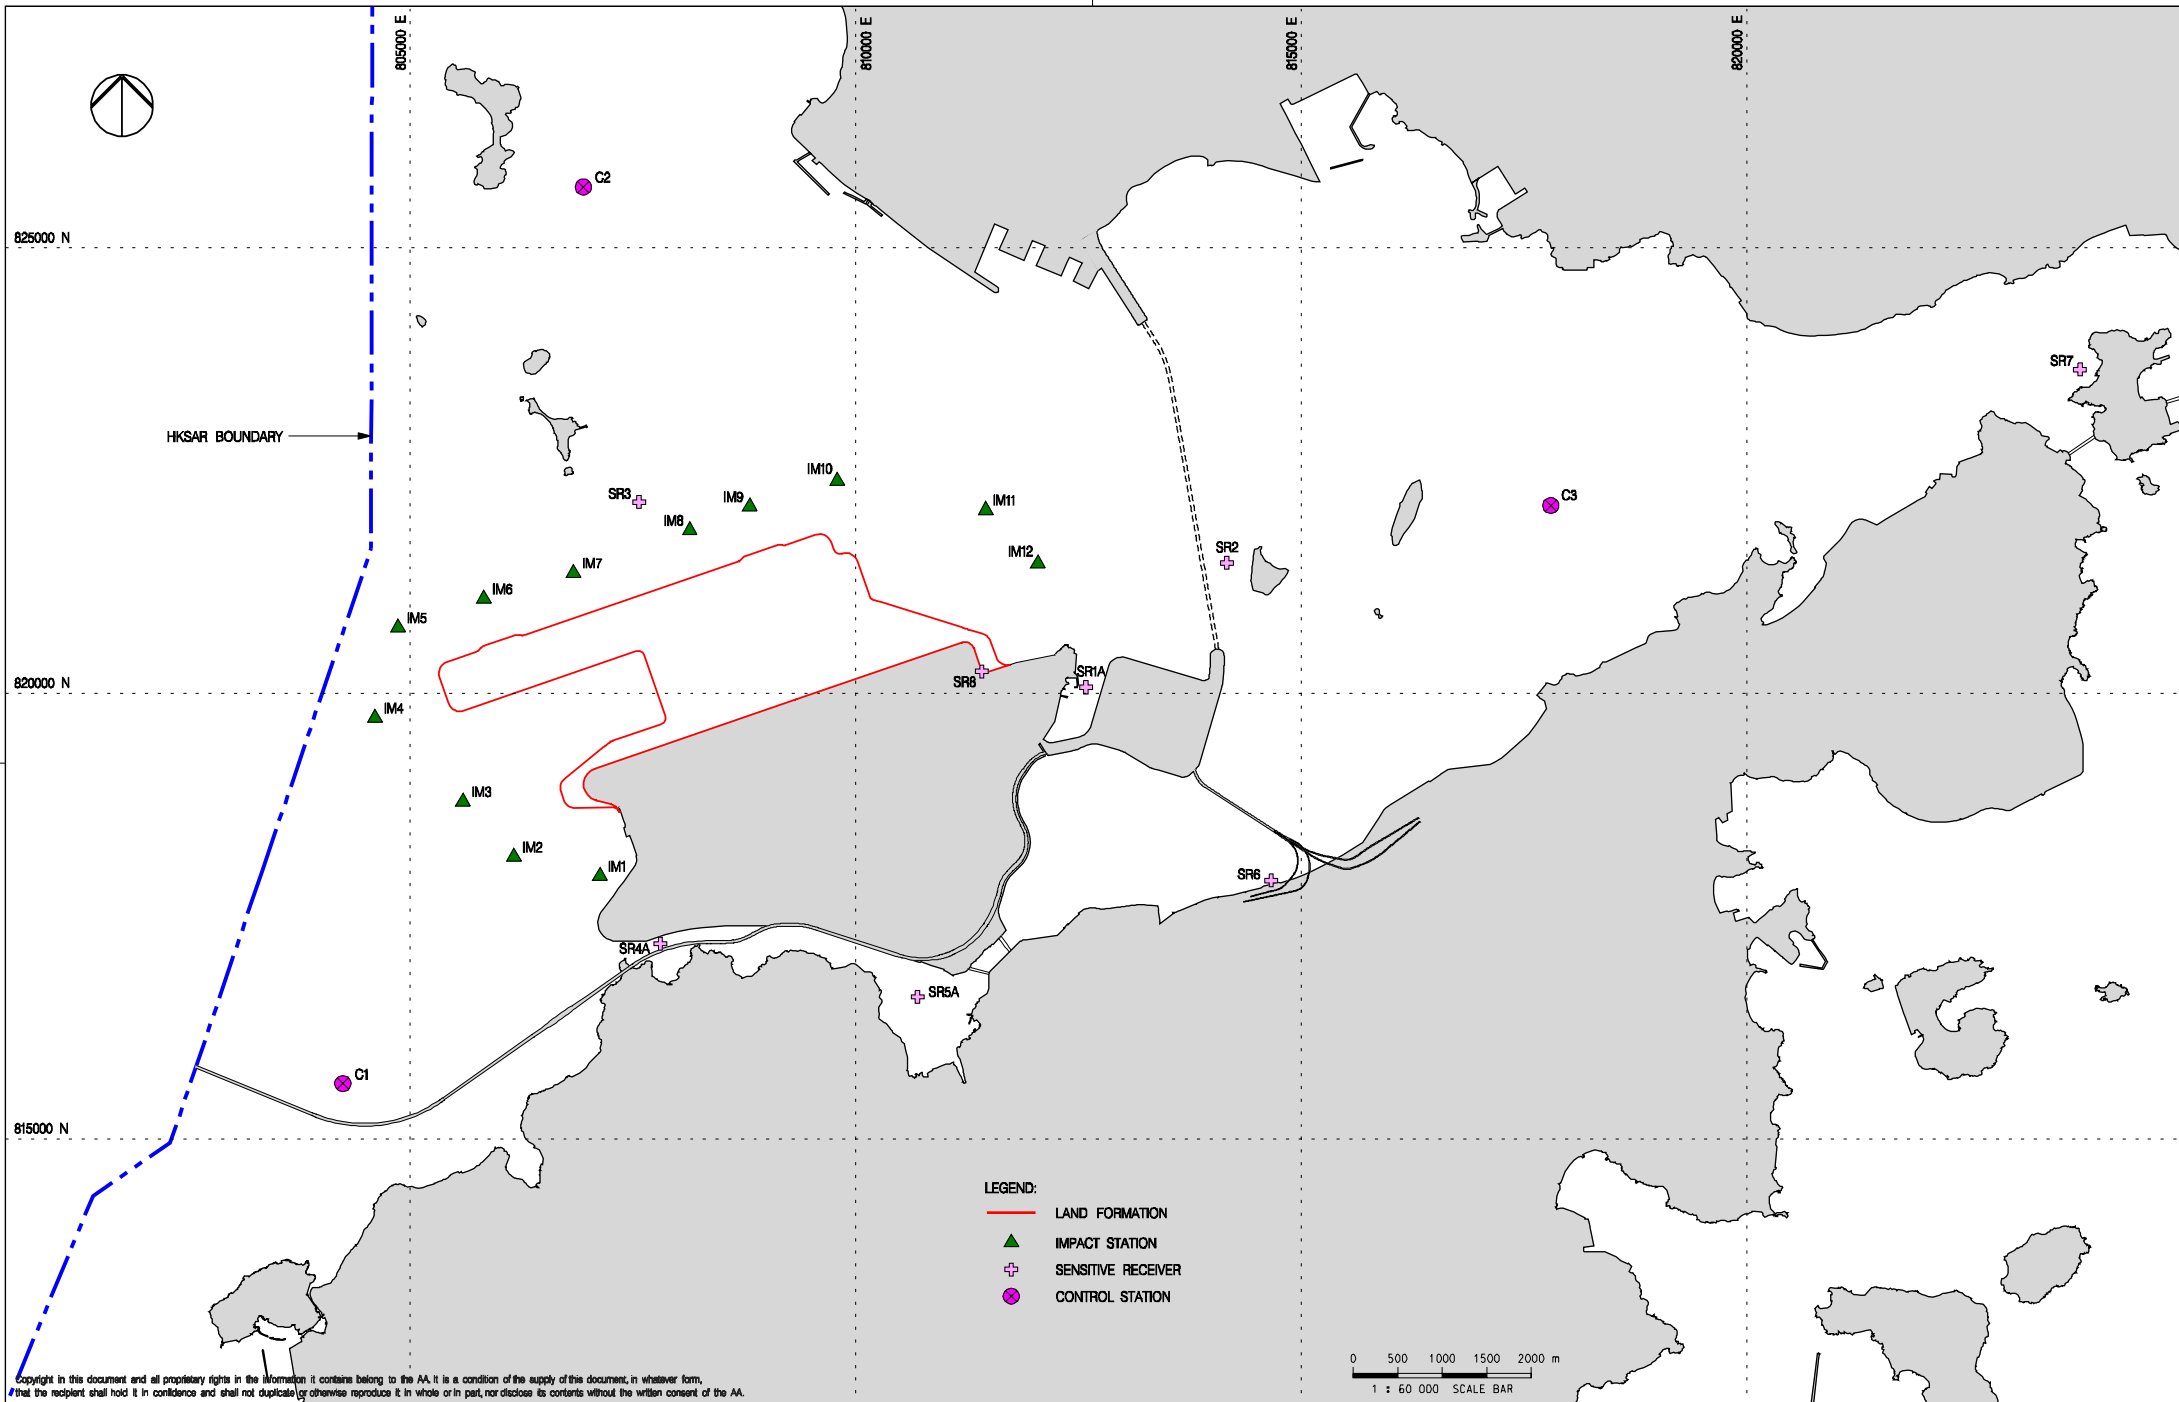 805000 E
810000 E
815000 E
820000 E
C2
825000 N
SR7
HKSAR BOUNDARY
IM10
SR3
IM9
IM11
C3
IM8
IM12
SR2
IM7
IM6
IM5
820000 N
SR8
SR1A
IM4
IM3
IM2
IM1
SR6
SR4A
SR5A
C1
815000 N
LEGEND:
LAND FORMATION
IMPACT STATION
SENSITIVE RECEIVER
CONTROL STATION
0 500 1000 1500 2000 m
1 : 60 000 SCALE BAR
Copyright in this document and all proprietary rights in the information it contains belong to the AA. It is a condition of the supply of this document, in whatever form,
that the recipient shall hold it in confidence and shall not duplicate or otherwise reproduce it in whole or in part, nor disclose its contents without the written consent of the AA.